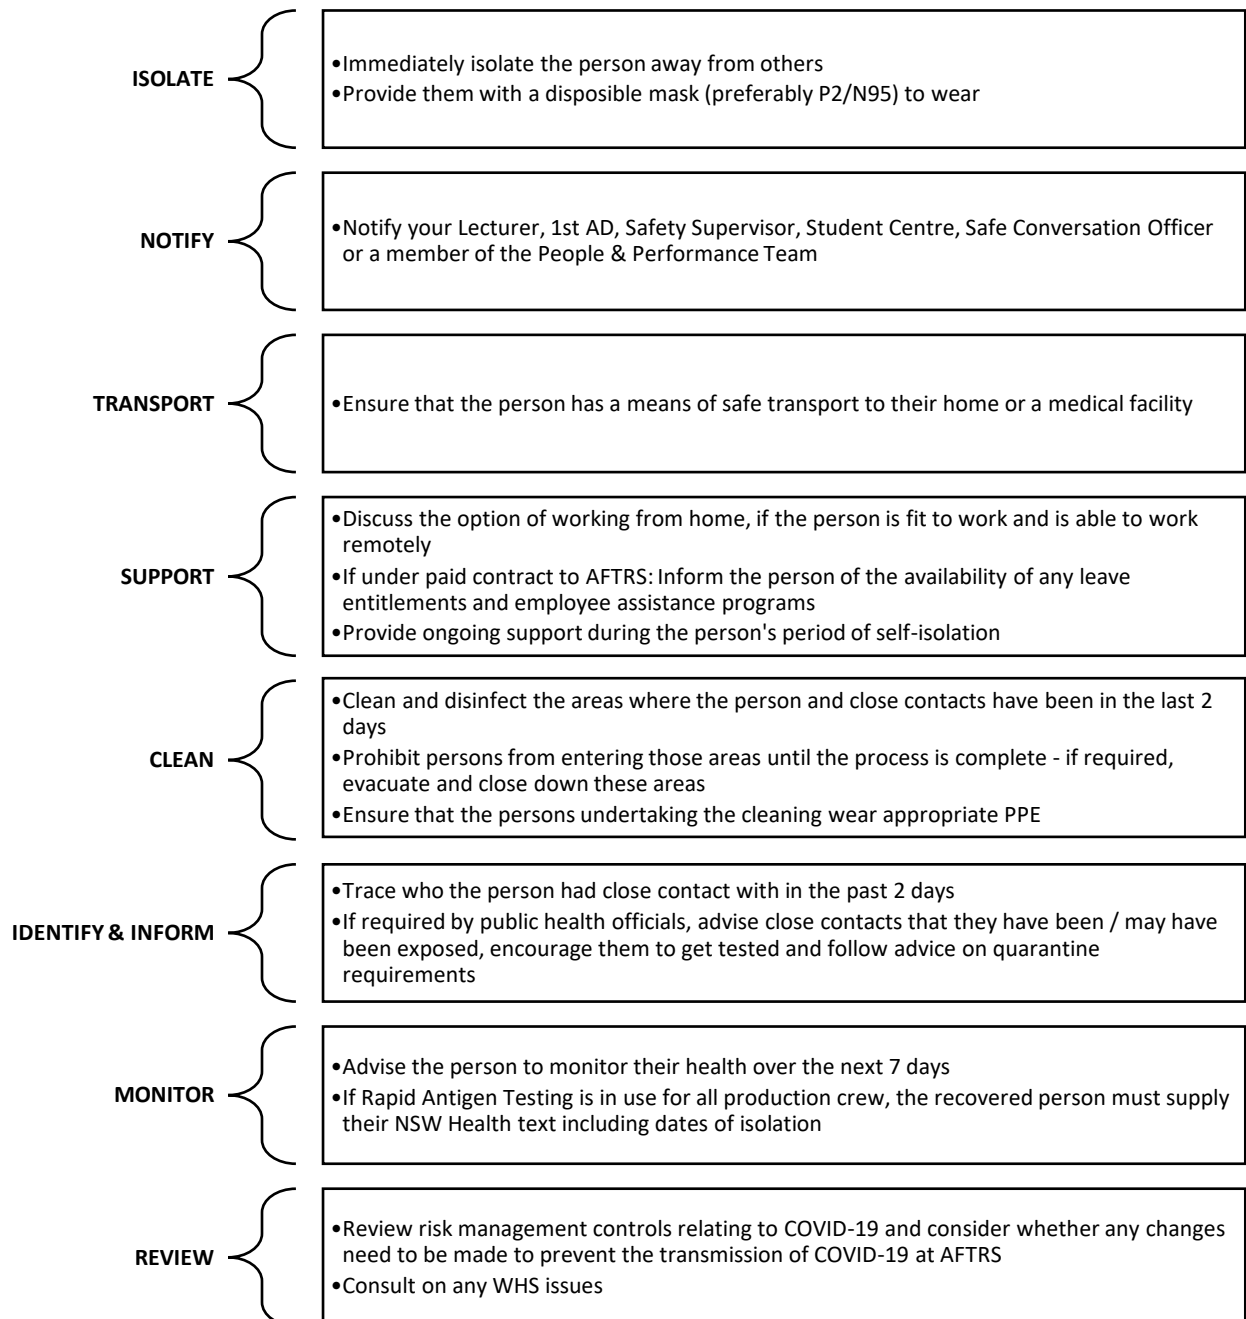 ISOLATE
•Immediately isolate the person away from others
•Provide them with a disposible mask (preferably P2/N95) to wear
NOTIFY
•Notify your Lecturer, 1st AD, Safety Supervisor, Student Centre, Safe Conversation Officer
or a member of the People & Performance Team
TRANSPORT
•Ensure that the person has a means of safe transport to their home or a medical facility
SUPPORT
•Discuss the option of working from home, if the person is fit to work and is able to work
remotely
•If under paid contract to AFTRS: Inform the person of the availability of any leave
entitlements and employee assistance programs
•Provide ongoing support during the person's period of self-isolation
CLEAN
•Clean and disinfect the areas where the person and close contacts have been in the last 2
days
•Prohibit persons from entering those areas until the process is complete - if required,
evacuate and close down these areas
•Ensure that the persons undertaking the cleaning wear appropriate PPE
IDENTIFY & INFORM
•Trace who the person had close contact with in the past 2 days
•If required by public health officials, advise close contacts that they have been / may have
been exposed, encourage them to get tested and follow advice on quarantine
requirements
MONITOR
•Advise the person to monitor their health over the next 7 days
•If Rapid Antigen Testing is in use for all production crew, the recovered person must supply
their NSW Health text including dates of isolation
REVIEW
•Review risk management controls relating to COVID-19 and consider whether any changes
need to be made to prevent the transmission of COVID-19 at AFTRS
•Consult on any WHS issues